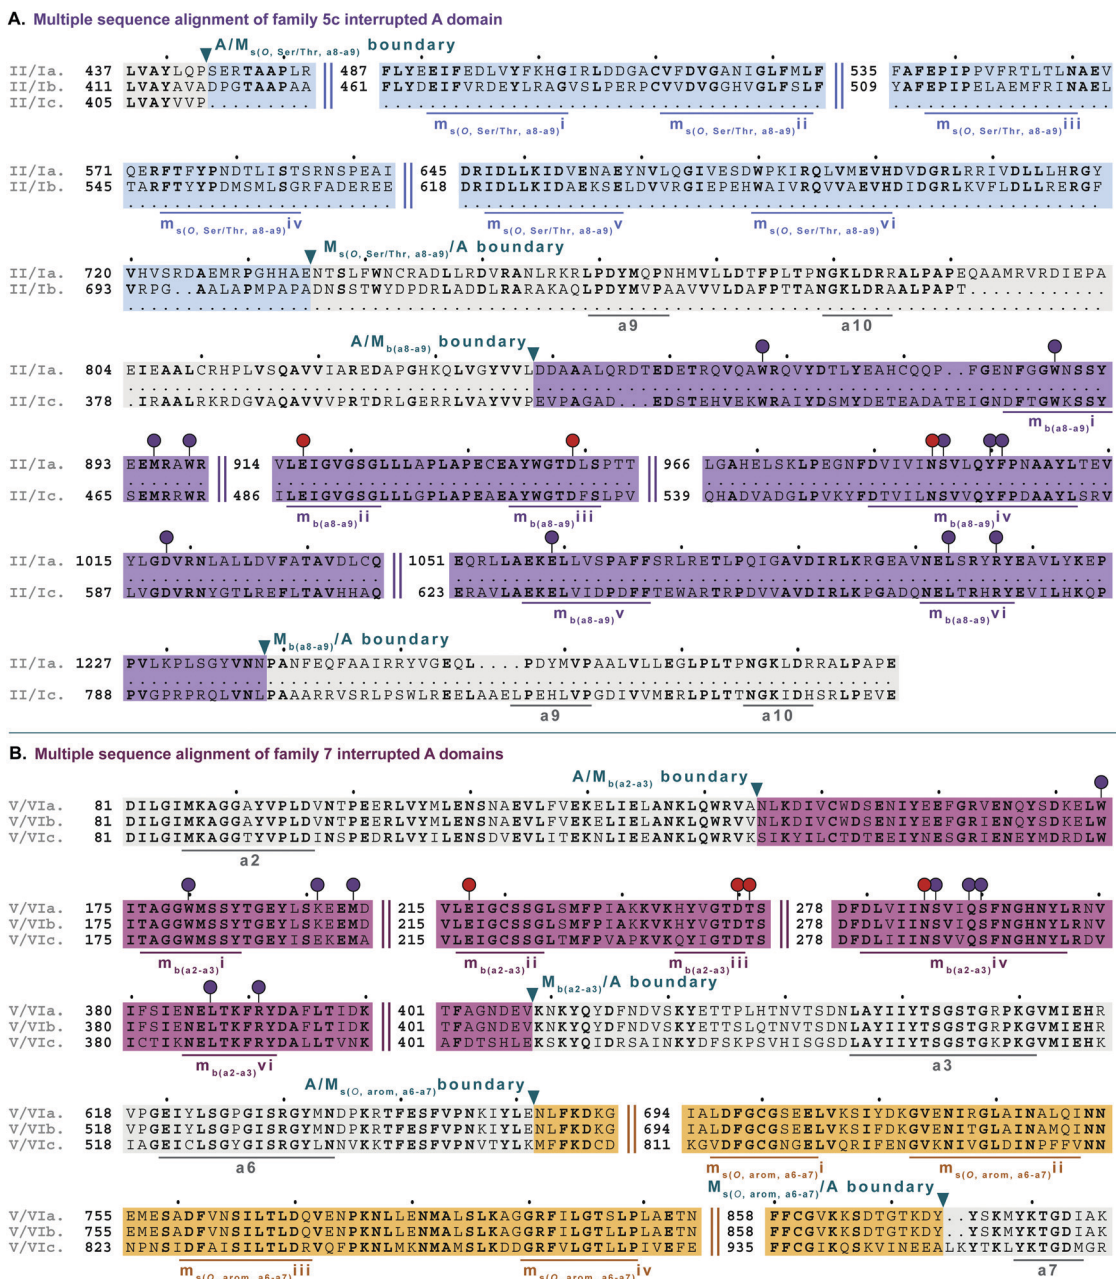 A. Multiple sequence alignment of family 5c interrupted A domain
A/Ms(O, Ser/Thr, a8-a9) boundary
II/Ia. 437 LVAYLQPSERTAAPLR 487 FLYEEIFEDLVYFKHGIRLDDGACVFDVGANIGLFMLF 535 FAFEPIPPVFRTLTLNAEV
II/Ib. 411 LVAYAVADPGTAAPAA 461 FLYDEIFVRDEYLRAGVSLPERPCVVDVGGHVGLFSLF 509 YAFEPIPELAEMFRINAEL
II/Ic. 405 LVAYVVP
ms(O, Ser/Thr, a8-a9)i ms(O, Ser/Thr, a8-a9)ii ms(O, Ser/Thr, a8-a9)iii
II/Ia. 571 QERFTFYPNDTLISTSRNSPEAI 645 DRIDLLKIDVENAEYNVLQGIVESDWPKIRQLVMEVHDVDGRLRRIVDLLLHRGY
II/Ib. 545 TARFTYYPDMSMLSGRFADEREE 618 DRIDLLKIDAEKSELDVVRGIEPEHWAIVRQVVAEVHDIDGRLKVFLDLLRERGF
ms(O, Ser/Thr, a8-a9)iv ms(O, Ser/Thr, a8-a9)v ms(O, Ser/Thr, a8-a9)vi
Ms(O, Ser/Thr, a8-a9)/A boundary
II/Ia. 720 VHVSRDAEMRPGHHAENTSLFWNCRADLLRDVRANLRKRLPDYMQPNHMVLLDTFPLTPNGKLDRRALPAPEQAAMRVRDIEPA
II/Ib. 693 VRPG..AALAPMPAPADNSSTWYDPDRLADDLRARAKAQLPDYMVPAAVVVLDAFPTTANGKLDRAALPAPT............
a9 a10
A/Mb(a8-a9) boundary
II/Ia. 804 EIEAALCRHPLVSQAVVIAREDAPGHKQLVGYVVLDDAAALQRDTEDETRQVQAWRQVYDTLYEAHCQQP..FGENFGGWNSSY
II/Ic. 378 .IRAALRKRDGVAQAVVVPRTDRLGERRLVAYVVPEVPAGAD...EDSTEHVEKWRAIYDSMYDETEADATEIGNDFTGWKSSY
mb(a8-a9)i
II/Ia. 893 EEMRAWR 914 VLEIGVGSGLLLAPLAPECEAYWGTDLSPTT 966 LGAHELSKLPEGNFDVIVINSVLQYFPNAAYLTEV
II/Ic. 465 SEMRRWR 486 ILEIGVGSGLLLGPLAPEAEAYWGTDFSLPV 539 QHADVADGLPVKYFDTVILNSVVQYFPDAAYLSRV
mb(a8-a9)ii mb(a8-a9)iii mb(a8-a9)iv
II/Ia. 1015 YLGDVRNLALLDVFATAVDLCQ 1051 EQRLLAEKELLVSPAFFSRLRETLPQIGAVDIRLKRGEAVNELSRYRYEAVLYKEP
II/Ic. 587 LVGDVRNYGTLREFLTAVHHAQ 623 ERAVLAEKELVIDPDFFTEWARTRPDVVAVDIRLKPGADQNELTRHRYEVILHKQP
mb(a8-a9)v mb(a8-a9)vi
Mb(a8-a9)/A boundary
II/Ia. 1227 PVLKPLSGYVNNPANFEQFAAIRRYVGEQL....PDYMVPAALVLLEGLPLTPNGKLDRRALPAPE
II/Ic. 788 PVGPRPRQLVNLPAAARRVSRLPSWLREELAAELPEHLVPGDIVVMERLPLTTNGKIDHSRLPEVE
a9 a10
B. Multiple sequence alignment of family 7 interrupted A domains
A/Mb(a2-a3) boundary
V/VIa. 81 DILGIMKAGGAYVPLDVNTPEERLVYMLENSNAEVLFVEKELIELANKLQWRVANLKDIVCWDSENIYEEFGRVENQYSDKELW
V/VIb. 81 DILGIMKAGGAYVPLDINTPEERLVYMLENSNAEVLFVEKELIELANKLQWRVVNLKDIVCWDSENIYEEFGRIENQYSDKELW
V/VIc. 81 DILGIMKAGGTYVPLDINSPEDRLVYILENSDVEVLITEKNLIEEANKLQWRVKSIKYILCTDTEEIYNESGRIENEYMDRDLW
a2
V/VIa. 175 ITAGGWMSSYTGEYLSKEEMD 215 VLEIGCSSGLSMFPIAKKVKHYVGTDTS 278 DFDLVIINSVIQSFNGHNYLRNV
V/VIb. 175 ITAGGWMSSYTGEYLSKEEMD 215 VLEIGCSSGLSMFPIAKKVKHYVGTDTS 278 DFDLVIINSVIQSFNGHNYLRNV
V/VIc. 175 ITAGGWMSSYTGEYISEKEMA 215 VLEIGCSSGLTMFPVAPKVKQYIGTDTS 278 DFDLIIINSVVQSFNGHNYLRDV
mb(a2-a3)i mb(a2-a3)ii mb(a2-a3)iii mb(a2-a3)iv
Mb(a2-a3)/A boundary
V/VIa. 380 IFSIENELTKFRYDAFLTIDK 401 TFAGNDEVKNKYQYDFNDVSKYETTSPLHTNVTSDNLAYIIYTSGSTGRPKGVMIEHR
V/VIb. 380 IFSIENELTKFRYDAFLTIDK 401 TFAGNDEVKNKYQYDFNDVSKYETTSLQTNVTSDNLAYIIYTSGSTGRPKGVMIEHR
V/VIc. 380 ICTIKNELTKFRYDALLTVNK 401 AFDTSHLEKSKYQIDRSAINKYDFSKPSHVISGSDLAYIIYTSGSTGKPKGVMIEHK
mb(a2-a3)vi a3
A/Ms(O, arom, a6-a7)boundary
V/VIa. 618 VPGEIYLSGPGISRGYMNDPKRTFESFVPNKIYLENLFKDKG 694 IALDFGCGSEELVKSIYDKGVENIRGLAINALQINN
V/VIb. 518 VPGEIYLSGPGISRGYMNDPKRTFESFVPNKIYLENLFKDKG 694 IALDFGCGSEELVKSIFDKGVENIRGLAINAMQINN
V/VIc. 518 IAGEICLSGYGISRGYLNNVKKTFESFVPNVTYLKMFFKDCD 811 KGVDFGCGNGELVQRIFENGVKNIVGLDINPFFVNN
a6 ms(O, arom, a6-a7)i ms(O, arom, a6-a7)ii
Ms(O, arom, a6-a7)/A boundary
V/VIa. 755 EMESADFVNSILTLDQVENPKNLLENMALSLKAGGRFILGTSLPLAETN 858 FFCGVKKSDTGTKDY..YSKMYKTGDIAK
V/VIb. 755 EMESADFVNSILTLDQVENPKNLLENMALSLKAGGRFILGTSLPLAETN 858 FFCGVKKSDTGTKDY..YSKMYKTGDIAK
V/VIc. 823 NPNSIDFAISILTLDRVQFPKNLMKNMAMSLKDDGRFVLGTLLPIVEFE 935 FFCGIKQSKVINEEALKYTKLYKTGDMGR
ms(O, arom, a6-a7)iii ms(O, arom, a6-a7)iv a7